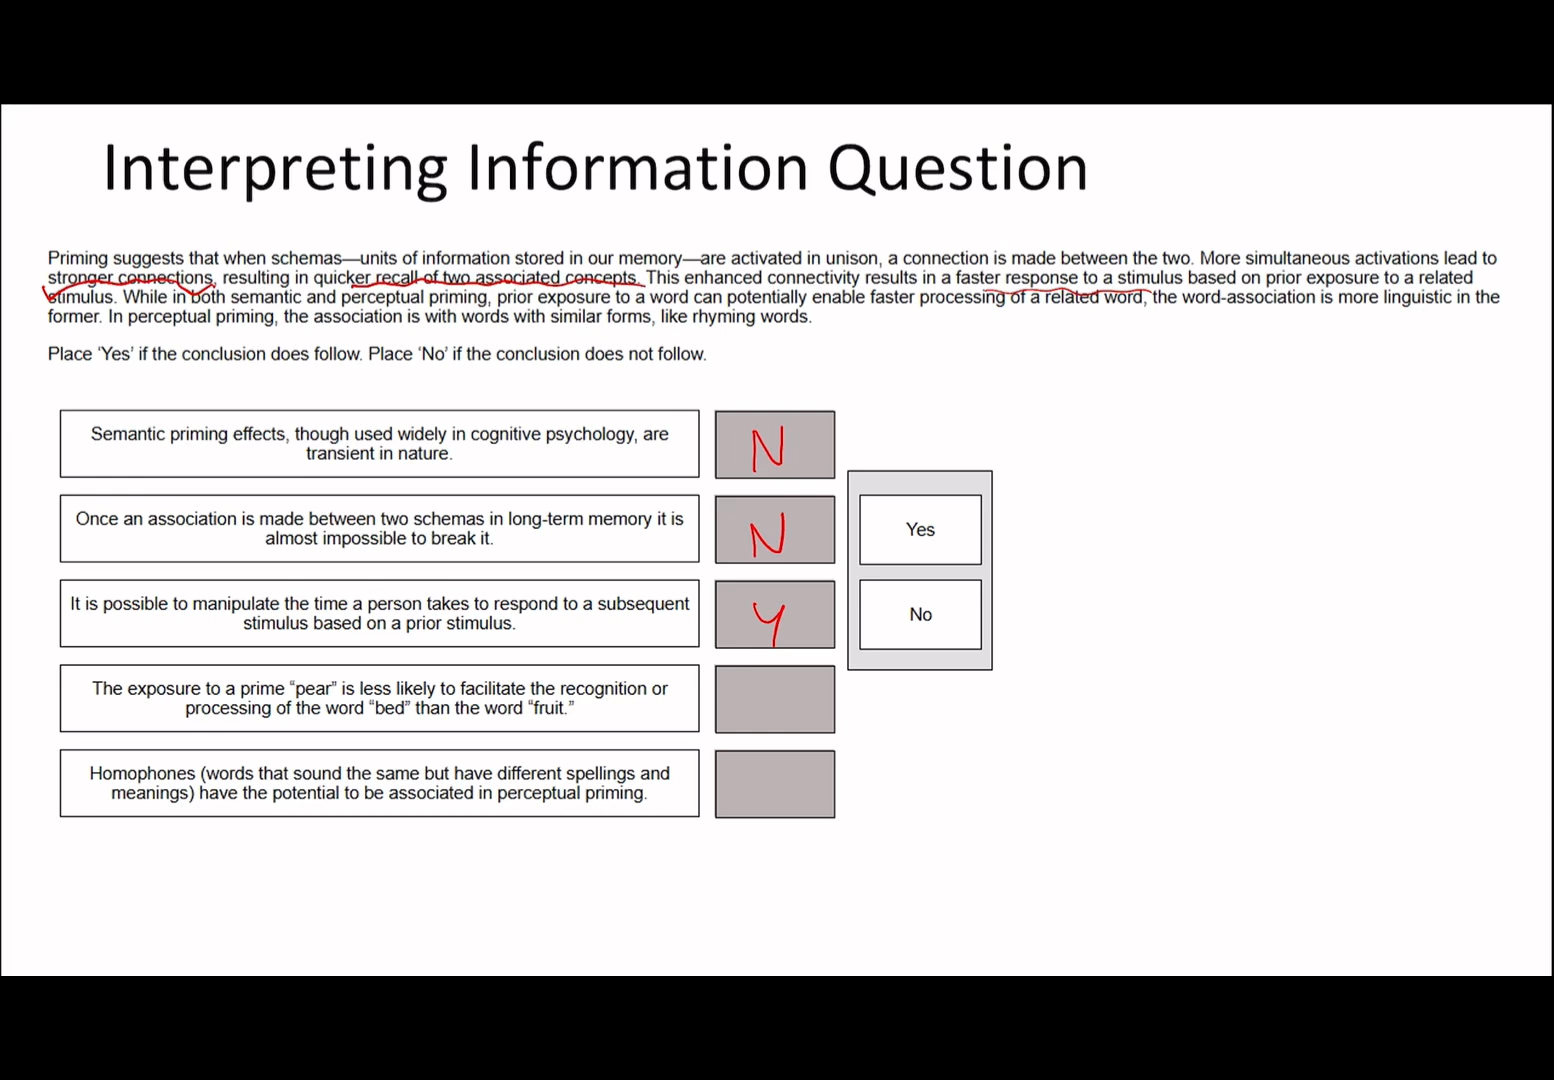 Interpreting Information Question
Priming suggests that when schemas—units of information stored in our memory—are activated in unison, a connection is made between the two. More simultaneous activations lead to
stronger connections, resulting in quicker recall of two associated concepts. This enhanced connectivity results in a faster response to a stimulus based on prior exposure to a related
stimulus. While in both semantic and perceptual priming, prior exposure to a word can potentially enable faster processing of a related word, the word-association is more linguistic in the
former. In perceptual priming, the association is with words with similar forms, like rhyming words.
Place ‘Yes’ if the conclusion does follow. Place ‘No’ if the conclusion does not follow.
Semantic priming effects, though used widely in cognitive psychology, are
transient in nature.
N
Once an association is made between two schemas in long-term memory it is
almost impossible to break it.
N
It is possible to manipulate the time a person takes to respond to a subsequent
stimulus based on a prior stimulus.
Y
The exposure to a prime “pear” is less likely to facilitate the recognition or
processing of the word “bed” than the word “fruit.”
Homophones (words that sound the same but have different spellings and
meanings) have the potential to be associated in perceptual priming.
Yes
No